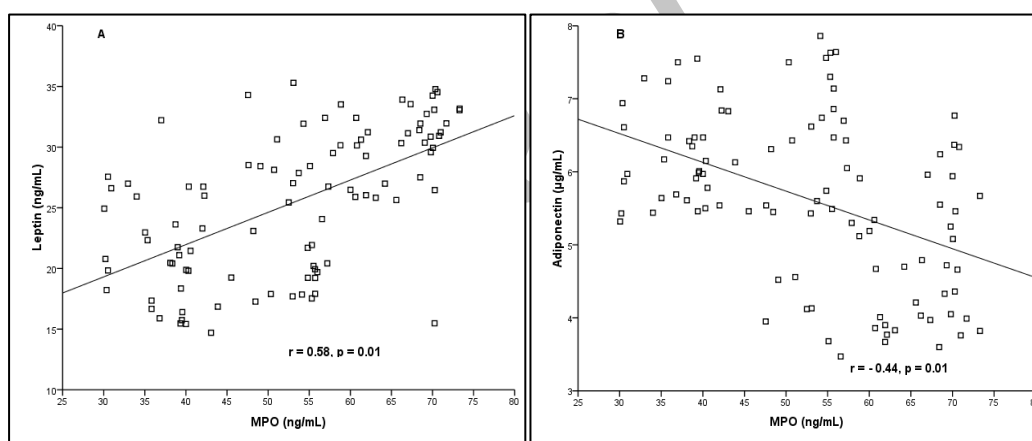 A
Leptin (ng/mL)
40
35
30
25
20
15
10
r = 0.58, p = 0.01
25 30 35 40 45 50 55 60 65 70 75 80
MPO (ng/mL)
B
Adiponectin (µg/mL)
8
7
6
5
4
3
r = - 0.44, p = 0.01
25 30 35 40 45 50 55 60 65 70 75 80
MPO (ng/mL)